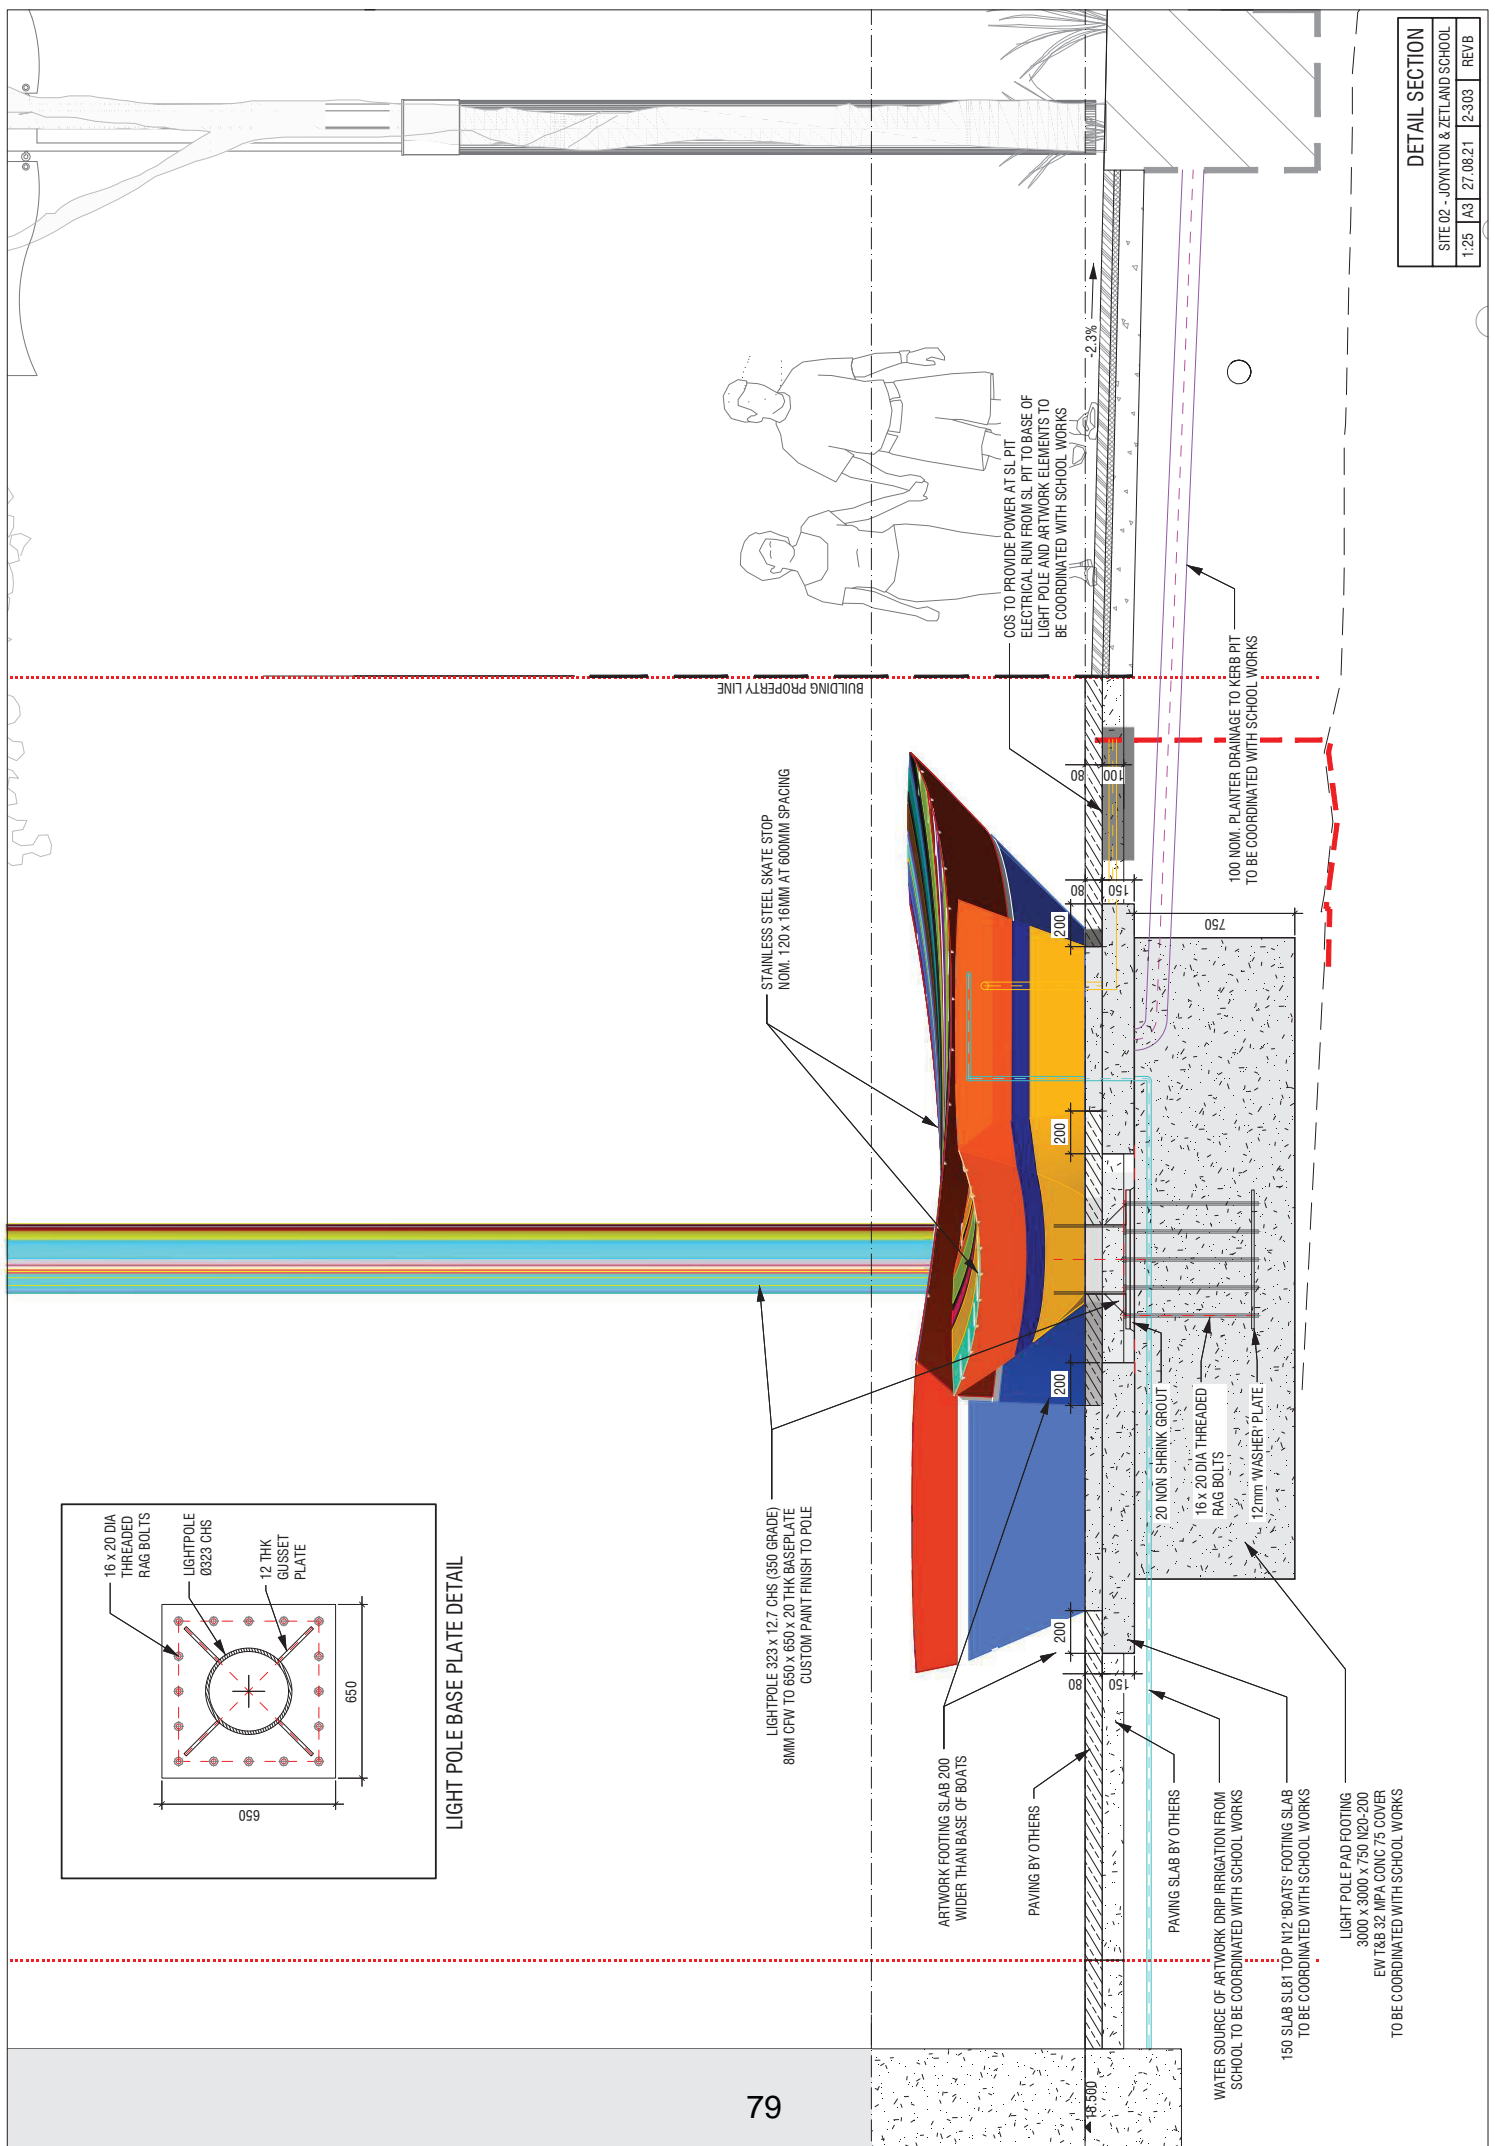 16 x 20 DIA
THREADED
RAG BOLTS
LIGHTPOLE
Ø323 CHS
12 THK
GUSSET
PLATE
650
650
LIGHT POLE BASE PLATE DETAIL
LIGHTPOLE 323 x 12.7 CHS (350 GRADE)
8MM CFW TO 650 x 650 x 20 THK BASEPLATE
CUSTOM PAINT FINISH TO POLE
STAINLESS STEEL SKATE STOP
NOM. 120 x 16MM AT 600MM SPACING
BUILDING PROPERTY LINE
COS TO PROVIDE POWER AT SL PIT
ELECTRICAL RUN FROM SL PIT TO BASE OF
LIGHT POLE AND ARTWORK ELEMENTS TO
BE COORDINATED WITH SCHOOL WORKS
-2.3%
ARTWORK FOOTING SLAB 200
WIDER THAN BASE OF BOATS
PAVING BY OTHERS
200
200
200
200
80
150
80
150
80
100
750
18.500
20 NON SHRINK GROUT
16 x 20 DIA THREADED
RAG BOLTS
12mm 'WASHER' PLATE
100 NOM. PLANTER DRAINAGE TO KERB PIT
TO BE COORDINATED WITH SCHOOL WORKS
PAVING SLAB BY OTHERS
WATER SOURCE OF ARTWORK DRIP IRRIGATION FROM
SCHOOL TO BE COORDINATED WITH SCHOOL WORKS
150 SLAB SL81 TOP N12 'BOATS' FOOTING SLAB
TO BE COORDINATED WITH SCHOOL WORKS
LIGHT POLE PAD FOOTING
3000 x 3000 x 750 N20-200
EW T&B 32 MPA CONC 75 COVER
TO BE COORDINATED WITH SCHOOL WORKS
DETAIL SECTION
SITE 02 - JOYNTON & ZETLAND SCHOOL
1:25 A3 27.08.21 2-303 REV B
79